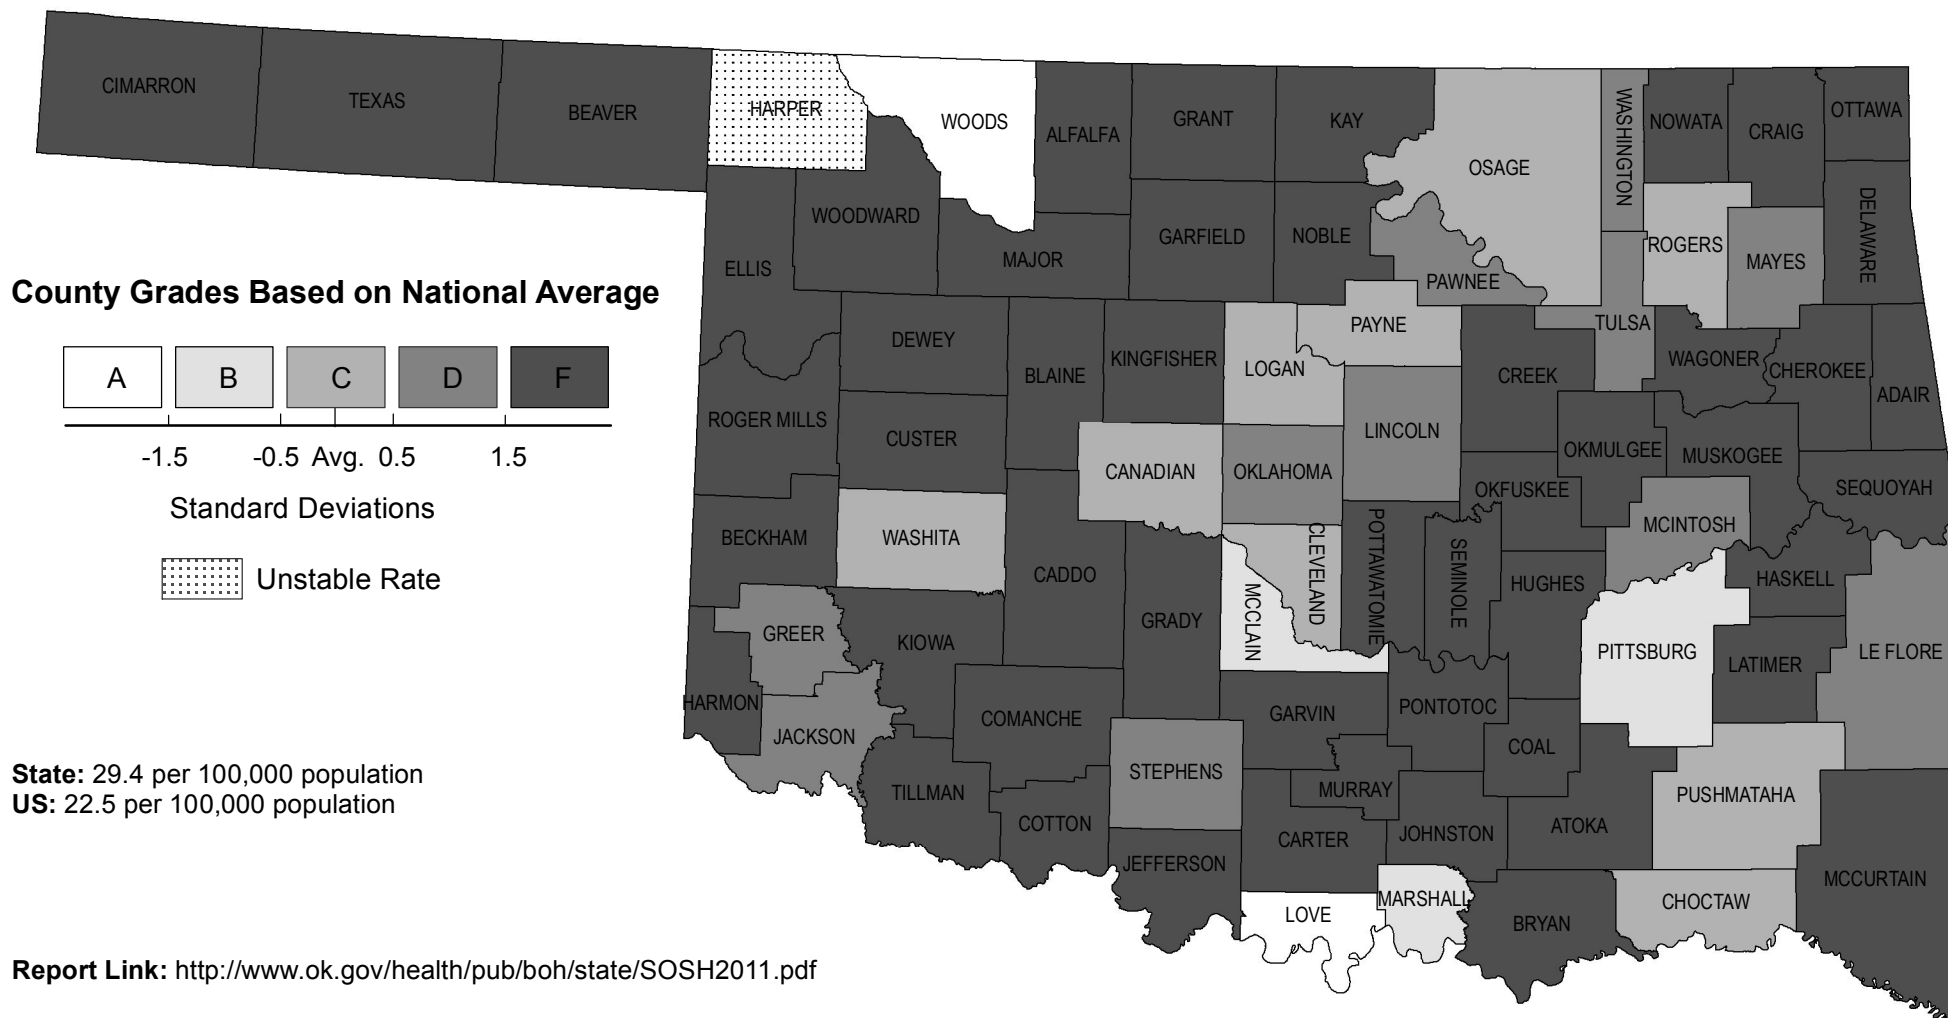 CIMARRON
TEXAS
BEAVER
HARPER
WOODS
ALFALFA
GRANT
KAY
OSAGE
WASHINGTON
NOWATA
CRAIG
OTTAWA
DELAWARE
ELLIS
WOODWARD
MAJOR
GARFIELD
NOBLE
PAWNEE
ROGERS
MAYES
County Grades Based on National Average
A B C D F
-1.5 -0.5 Avg. 0.5 1.5
Standard Deviations
Unstable Rate
DEWEY
BLAINE
KINGFISHER
LOGAN
PAYNE
CREEK
TULSA
WAGONER
CHEROKEE
ADAIR
ROGER MILLS
CUSTER
CANADIAN
OKLAHOMA
LINCOLN
OKMULGEE
MUSKOGEE
SEQUOYAH
OKFUSKEE
BECKHAM
WASHITA
CADDO
GRADY
MCCLAIN
CLEVELAND
POTTAWATOMIE
SEMINOLE
HUGHES
MCINTOSH
HASKELL
GREER
KIOWA
PITTSBURG
LATIMER
LE FLORE
HARMON
JACKSON
COMANCHE
STEPHENS
GARVIN
PONTOTOC
COAL
State: 29.4 per 100,000 population
US: 22.5 per 100,000 population
TILLMAN
COTTON
MURRAY
CARTER
JOHNSTON
ATOKA
PUSHMATAHA
JEFFERSON
LOVE
MARSHALL
BRYAN
CHOCTAW
MCCURTAIN
Report Link: http://www.ok.gov/health/pub/boh/state/SOSH2011.pdf